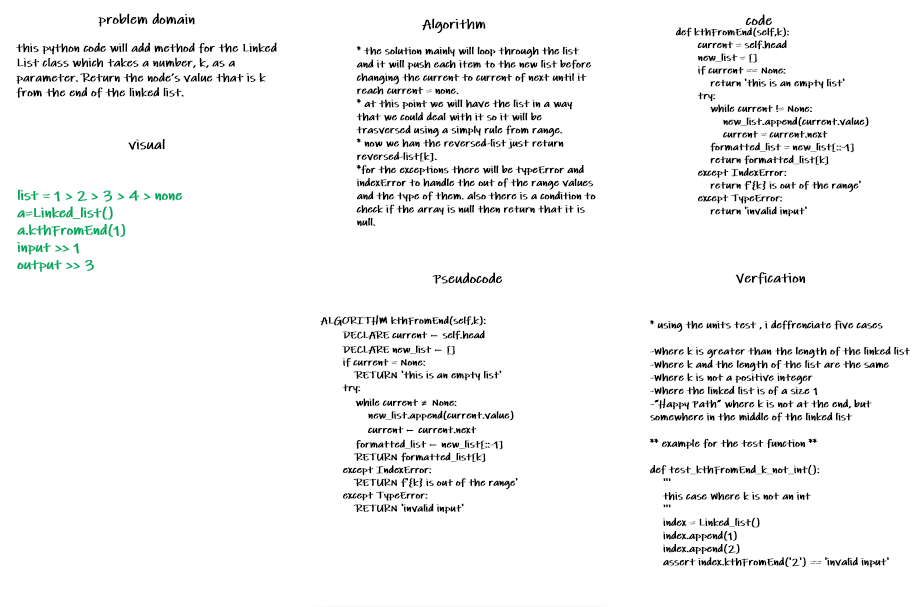 problem domain
this python code will add method for the Linked
List class which takes a number, k, as a
parameter. Return the node's value that is k
from the end of the linked list.
visual
list = 1 > 2 > 3 > 4 > none
a=Linked_list()
a.kthFromEnd(1)
input >> 1
output >> 3
Algorithm
* the solution mainly will loop through the list
and it will push each item to the new list before
changing the current to current of next until it
reach current = none.
* at this point we will have the list in a way
that we could deal with it so it will be
trasversed using a simply rule from range.
* now we han the reversed-list just return
reversed-list[k].
*for the exceptions there will be typeError and
indexError to handle the out of the range values
and the type of them. also there is a condition to
check if the array is null then return that it is
null.
code
def kthFromEnd(self,k):
current = self.head
new_list = []
if current == None:
return 'this is an empty list'
try:
while current != None:
new_list.append(current.value)
current = current.next
formatted_list = new_list[::-1]
return formatted_list[k]
except IndexError:
return f'{k} is out of the range'
except TypeError:
return 'invalid input'
Pseudocode
ALGORITHM kthFromEnd(self,k):
DECLARE current ← self.head
DECLARE new_list ← []
if current = None:
RETURN 'this is an empty list'
try:
while current ≠ None:
new_list.append(current.value)
current ← current.next
formatted_list ← new_list[::-1]
RETURN formatted_list[k]
except IndexError:
RETURN f'{k} is out of the range'
except TypeError:
RETURN 'invalid input'
Verfication
* using the units test , i deffrenciate five cases
-Where k is greater than the length of the linked list
-Where k and the length of the list are the same
-Where k is not a positive integer
-Where the linked list is of a size 1
-"Happy Path" where k is not at the end, but
somewhere in the middle of the linked list
** example for the test function **
def test_kthFromEnd_k_not_int():
'''
this case Where k is not an int
'''
index = Linked_list()
index.append(1)
index.append(2)
assert index.kthFromEnd('2') == 'invalid input'